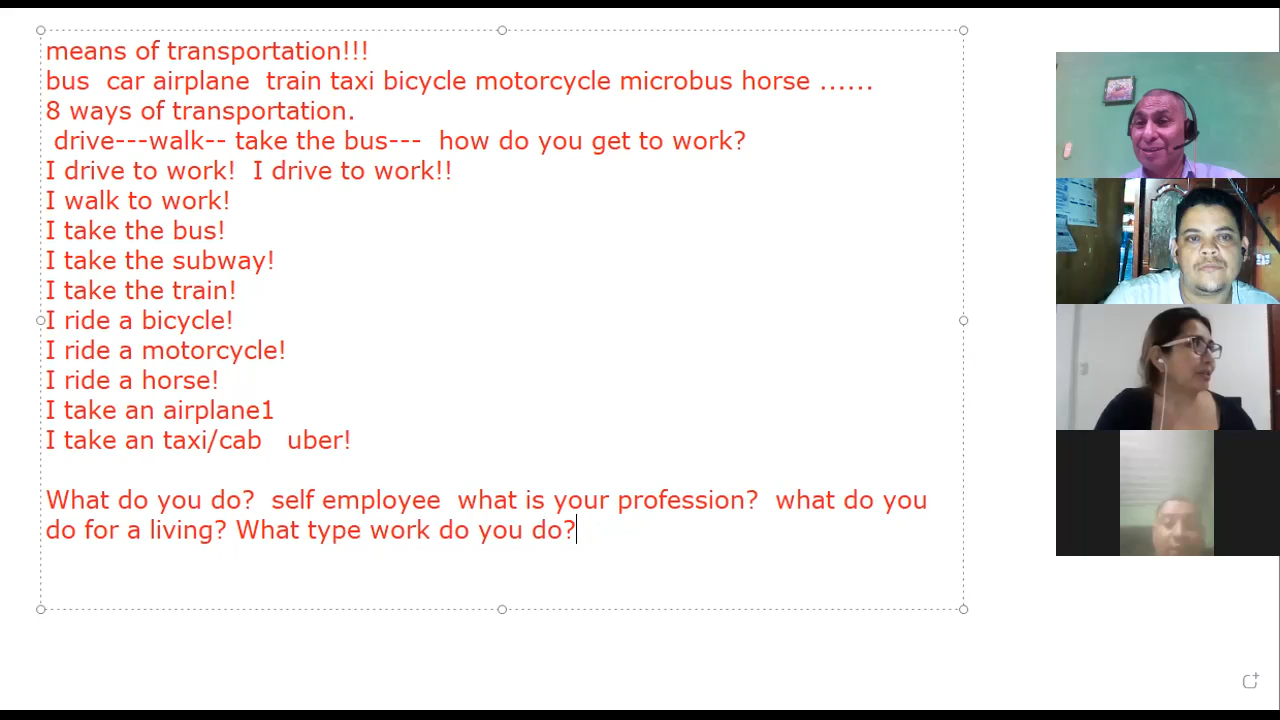 means of transportation!!!
bus car airplane train taxi bicycle motorcycle microbus horse ......
8 ways of transportation.
drive---walk-- take the bus--- how do you get to work?
I drive to work! I drive to work!!
I walk to work!
I take the bus!
I take the subway!
I take the train!
I ride a bicycle!
I ride a motorcycle!
I ride a horse!
I take an airplane1
I take an taxi/cab uber!
What do you do? self employee what is your profession? what do you
do for a living? What type work do you do?